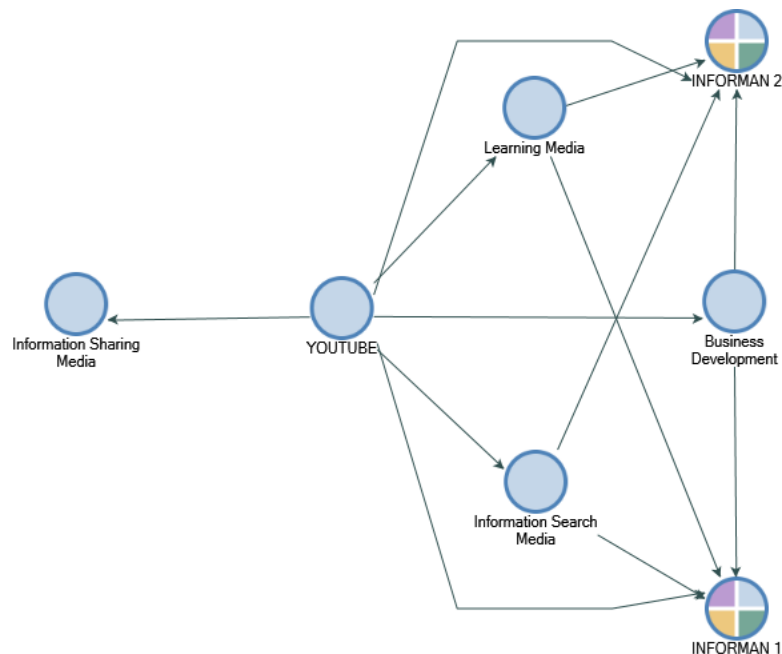 INFORMAN 2
Learning Media
Information Sharing
Media
YOUTUBE
Business
Development
Information Search
Media
INFORMAN 1